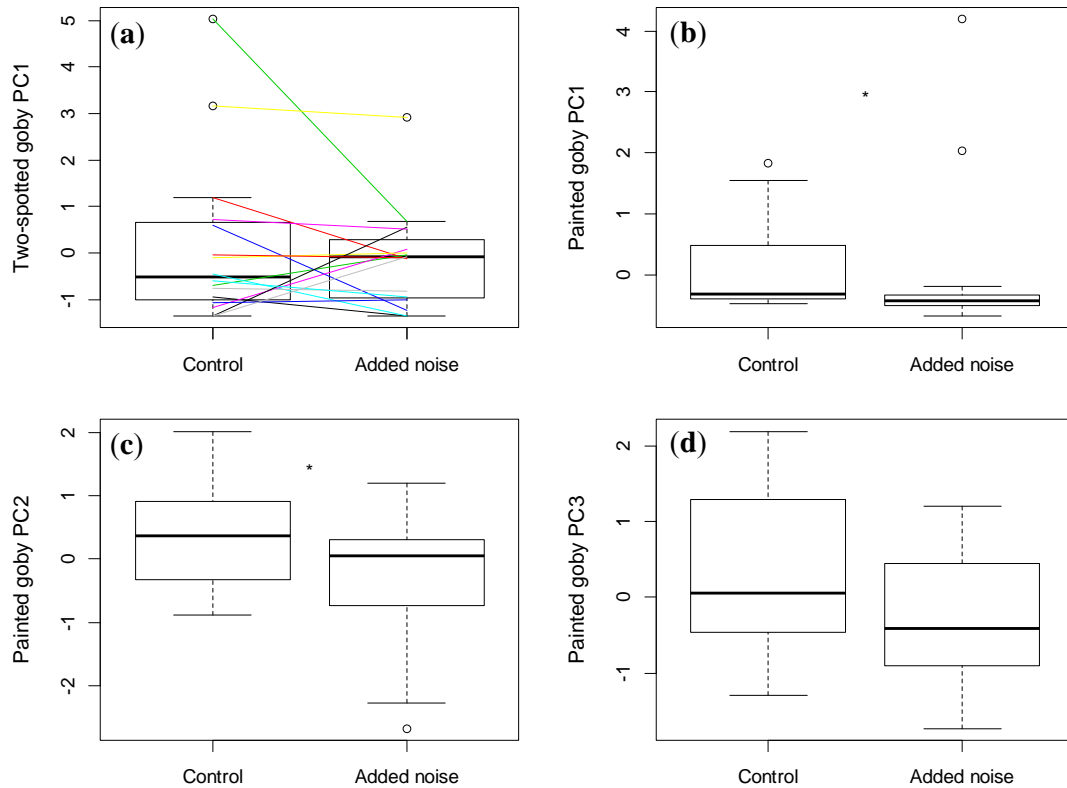 (a)
Two-spotted goby PC1
5
4
3
2
1
0
-1
Control Added noise
(b)
Painted goby PC1
4
3
2
0
*
Control Added noise
(c)
Painted goby PC2
2
1
0
-1
-2
*
Control Added noise
(d)
Painted goby PC3
2
1
0
-1
Control Added noise